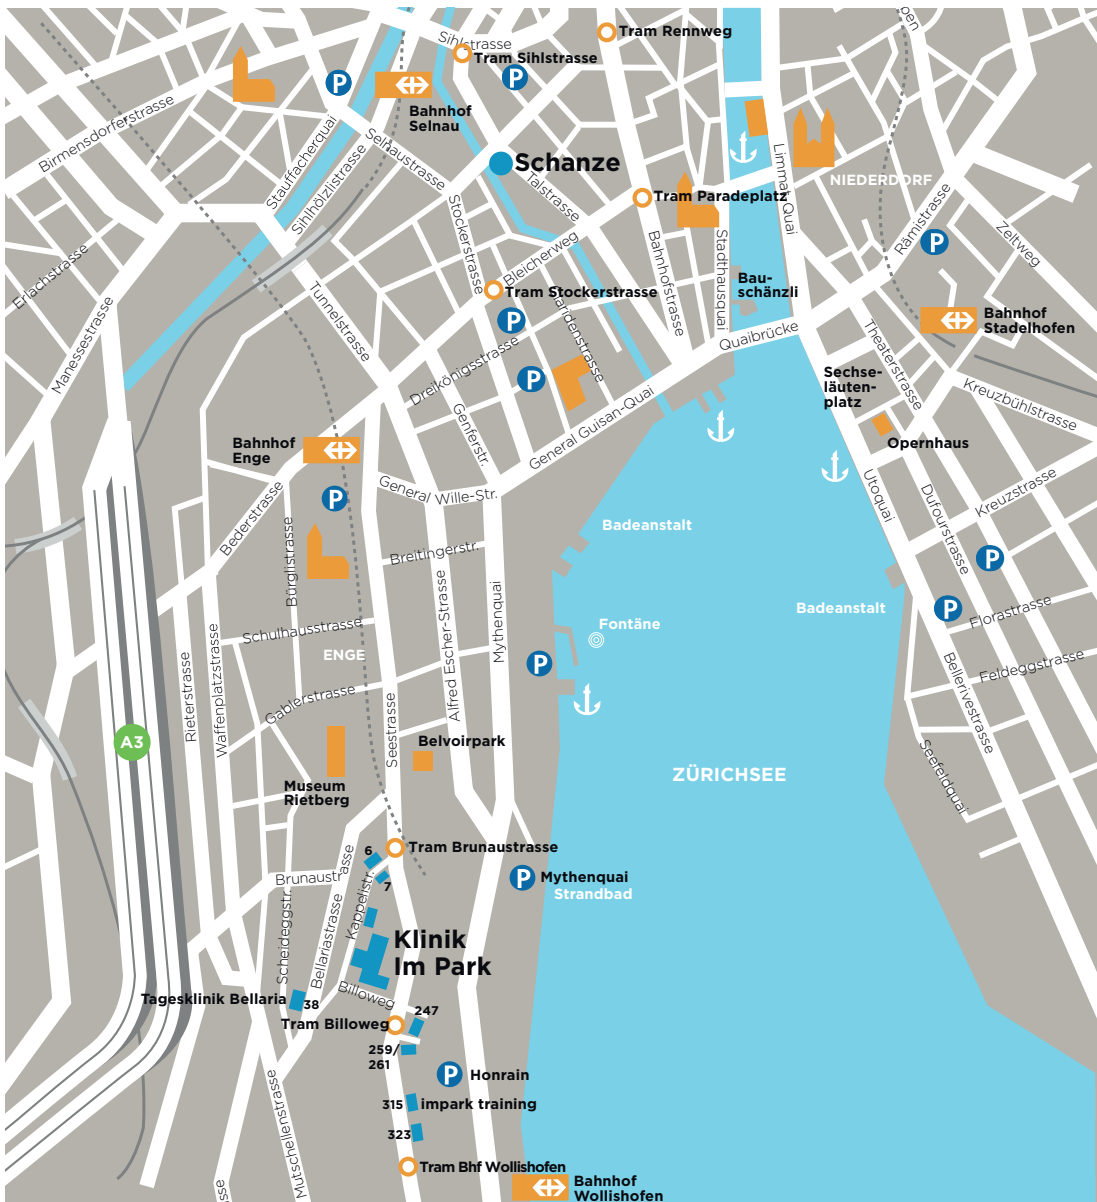 Sihlstrasse
Tram Rennweg
Tram Sihlstrasse
P
P
Bahnhof
Selnau
Birmensdorferstrasse
Stauffacherquai
Sihlhölzlistrasse
Selnaustrasse
Schanze
Talstrasse
Limmat-Quai
NIEDERDORF
Tram Paradeplatz
Rämistrasse
P
Zeltweg
Stockerstrasse
Bleicherweg
Bahnhofstrasse
Stadthausquai
Erlachstrasse
Manessestrasse
Tunnelstrasse
Tram Stockerstrasse
Bau-
schänzli
Bahnhof
Stadelhofen
P
Quaibrücke
Theaterstrasse
Dreikönigsstrasse
P
Sechse-
läuten-
platz
Kreuzbühlstrasse
Genferstr.
General Guisan-Quai
Opernhaus
Bahnhof
Enge
P
General Wille-Str.
Utoquai
Dufourstrasse
Kreuzstrasse
Bederstrasse
Bürglistrasse
Breitingerstr.
Badeanstalt
P
Badeanstalt
P
Florastrasse
Schulhausstrasse
ENGE
Fontäne
P
Mythenquai
Alfred Escher-Strasse
Feldeggstrasse
Bellerivestrasse
Rieterstrasse
Waffenplatzstrasse
Gablerstrasse
Seestrasse
A3
Belvoirpark
ZÜRICHSEE
Seefeldquai
Museum
Rietberg
Tram Brunaustrasse
6
7
Brunaustrasse
Kappelistr.
P
Mythenquai
Strandbad
Scheideggstr.
Bellariastrasse
Klinik
Im Park
Tagesklinik Bellaria
38
Billoweg
247
Tram Billoweg
259/
261
P
Honrain
Mutschellenstrasse
315
impark training
323
Tram Bhf Wollishofen
Bahnhof
Wollishofen